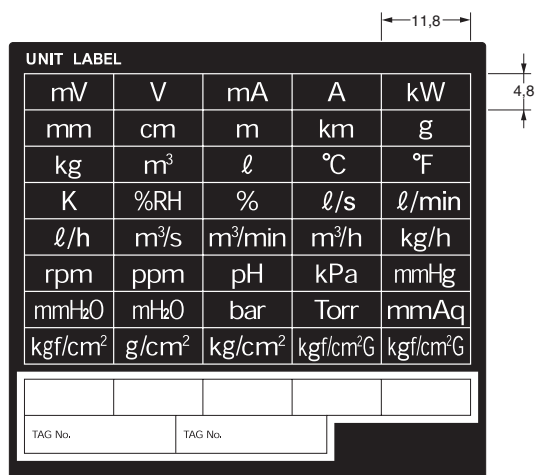 11,8
UNIT LABEL
4,8
mV V mA A kW
mm cm m km g
kg m³ ℓ °C °F
K %RH % ℓ/s ℓ/min
ℓ/h m³/s m³/min m³/h kg/h
rpm ppm pH kPa mmHg
mmH₂O mH₂O bar Torr mmAq
kgf/cm² g/cm² kg/cm² kgf/cm²G kgf/cm²G
TAG No. TAG No.